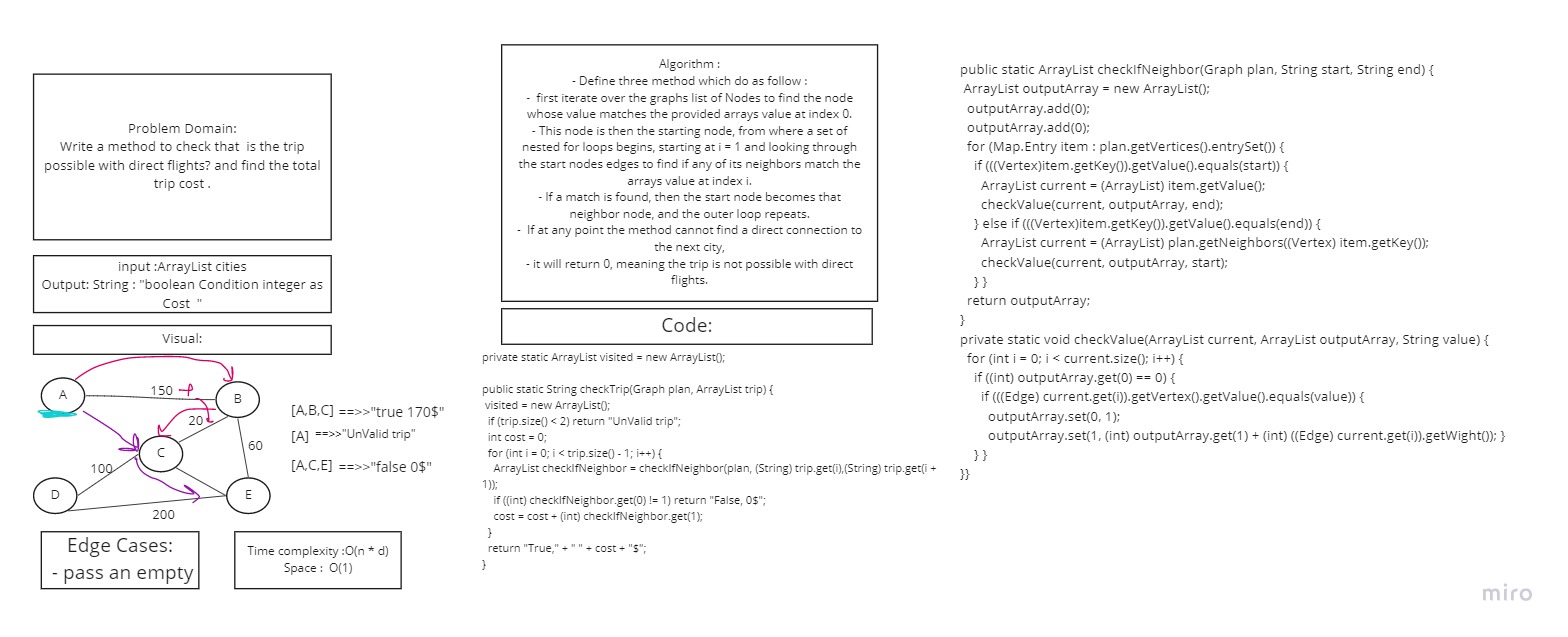 Problem Domain:
Write a method to check that  is the trip
possible with direct flights? and find the total
trip cost .
input :ArrayList cities
Output: String : "boolean Condition integer as
Cost  "
Visual:
A
150
B
20
C
60
100
D
E
200
[A,B,C] ==>>"true 170$"
[A] ==>>"UnValid trip"
[A,C,E] ==>>"false 0$"
Edge Cases:
- pass an empty
Time complexity :O(n * d)
Space :  O(1)
Algorithm :
- Define three method which do as follow :
-  first iterate over the graphs list of Nodes to find the node
whose value matches the provided arrays value at index 0.
- This node is then the starting node, from where a set of
nested for loops begins, starting at i = 1 and looking through
the start nodes edges to find if any of its neighbors match the
arrays value at index i.
- If a match is found, then the start node becomes that
neighbor node, and the outer loop repeats.
-  If at any point the method cannot find a direct connection to
the next city,
- it will return 0, meaning the trip is not possible with direct
flights.
Code:
private static ArrayList visited = new ArrayList();
public static String checkTrip(Graph plan, ArrayList trip) {
visited = new ArrayList();
if (trip.size() < 2) return "UnValid trip";
int cost = 0;
for (int i = 0; i < trip.size() - 1; i++) {
ArrayList checkIfNeighbor = checkIfNeighbor(plan, (String) trip.get(i),(String) trip.get(i +
1));
if ((int) checkIfNeighbor.get(0) != 1) return "False, 0$";
cost = cost + (int) checkIfNeighbor.get(1);
}
return "True," + " " + cost + "$";
}
public static ArrayList checkIfNeighbor(Graph plan, String start, String end) {
ArrayList outputArray = new ArrayList();
outputArray.add(0);
outputArray.add(0);
for (Map.Entry item : plan.getVertices().entrySet()) {
if (((Vertex)item.getKey()).getValue().equals(start)) {
ArrayList current = (ArrayList) item.getValue();
checkValue(current, outputArray, end);
} else if (((Vertex)item.getKey()).getValue().equals(end)) {
ArrayList current = (ArrayList) plan.getNeighbors((Vertex) item.getKey());
checkValue(current, outputArray, start);
} }
return outputArray;
}
private static void checkValue(ArrayList current, ArrayList outputArray, String value) {
for (int i = 0; i < current.size(); i++) {
if ((int) outputArray.get(0) == 0) {
if (((Edge) current.get(i)).getVertex().getValue().equals(value)) {
outputArray.set(0, 1);
outputArray.set(1, (int) outputArray.get(1) + (int) ((Edge) current.get(i)).getWight()); }
} }
}}
miro